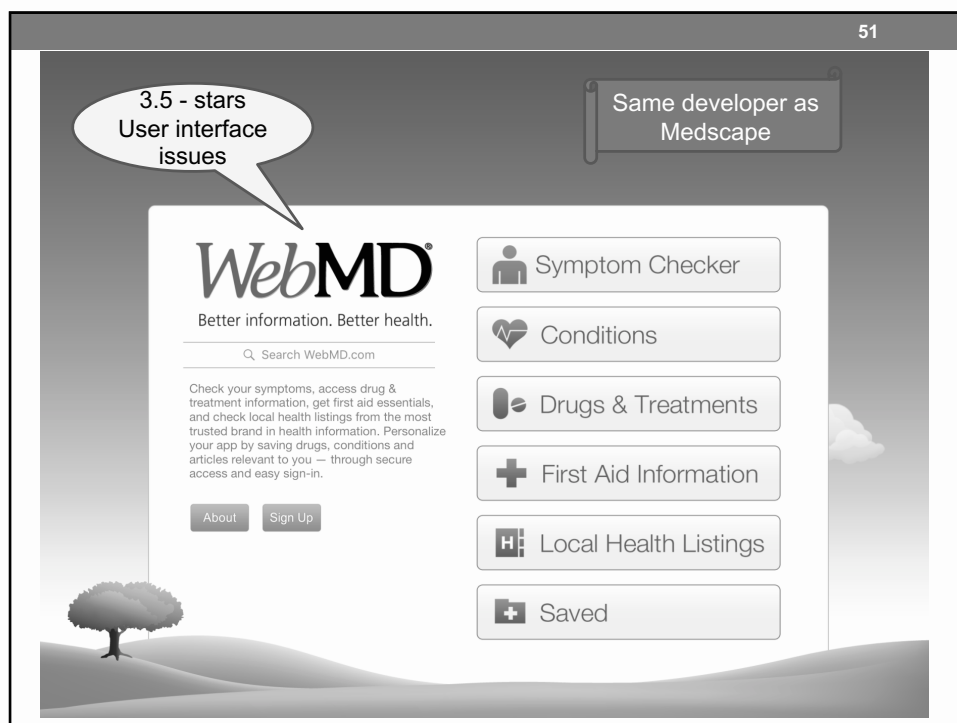 51
3.5 - stars
User interface
issues
Same developer as
Medscape
WebMD®
Better information. Better health.
Search WebMD.com
Check your symptoms, access drug &
treatment information, get first aid essentials,
and check local health listings from the most
trusted brand in health information. Personalize
your app by saving drugs, conditions and
articles relevant to you — through secure
access and easy sign-in.
About
Sign Up
Symptom Checker
Conditions
Drugs & Treatments
First Aid Information
H
Local Health Listings
Saved